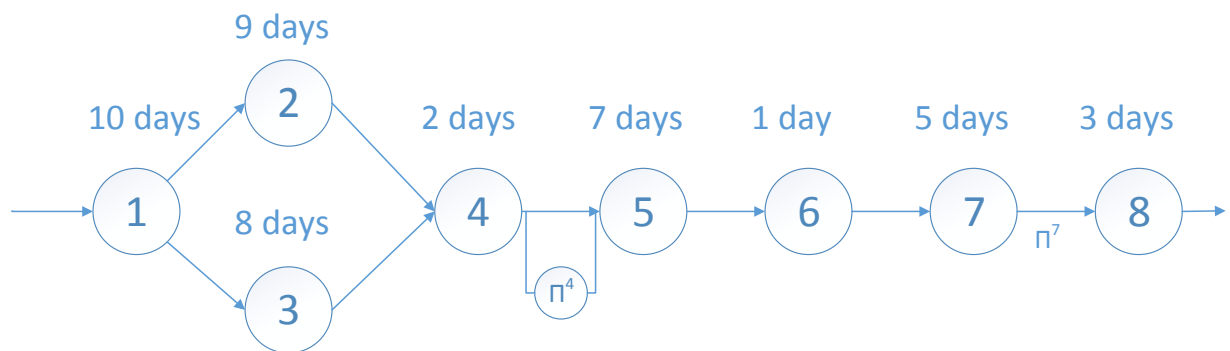 9 days
2
10 days
2 days
7 days
1 day
5 days
3 days
1
8 days
4
5
6
7
8
П⁷
3
П⁴